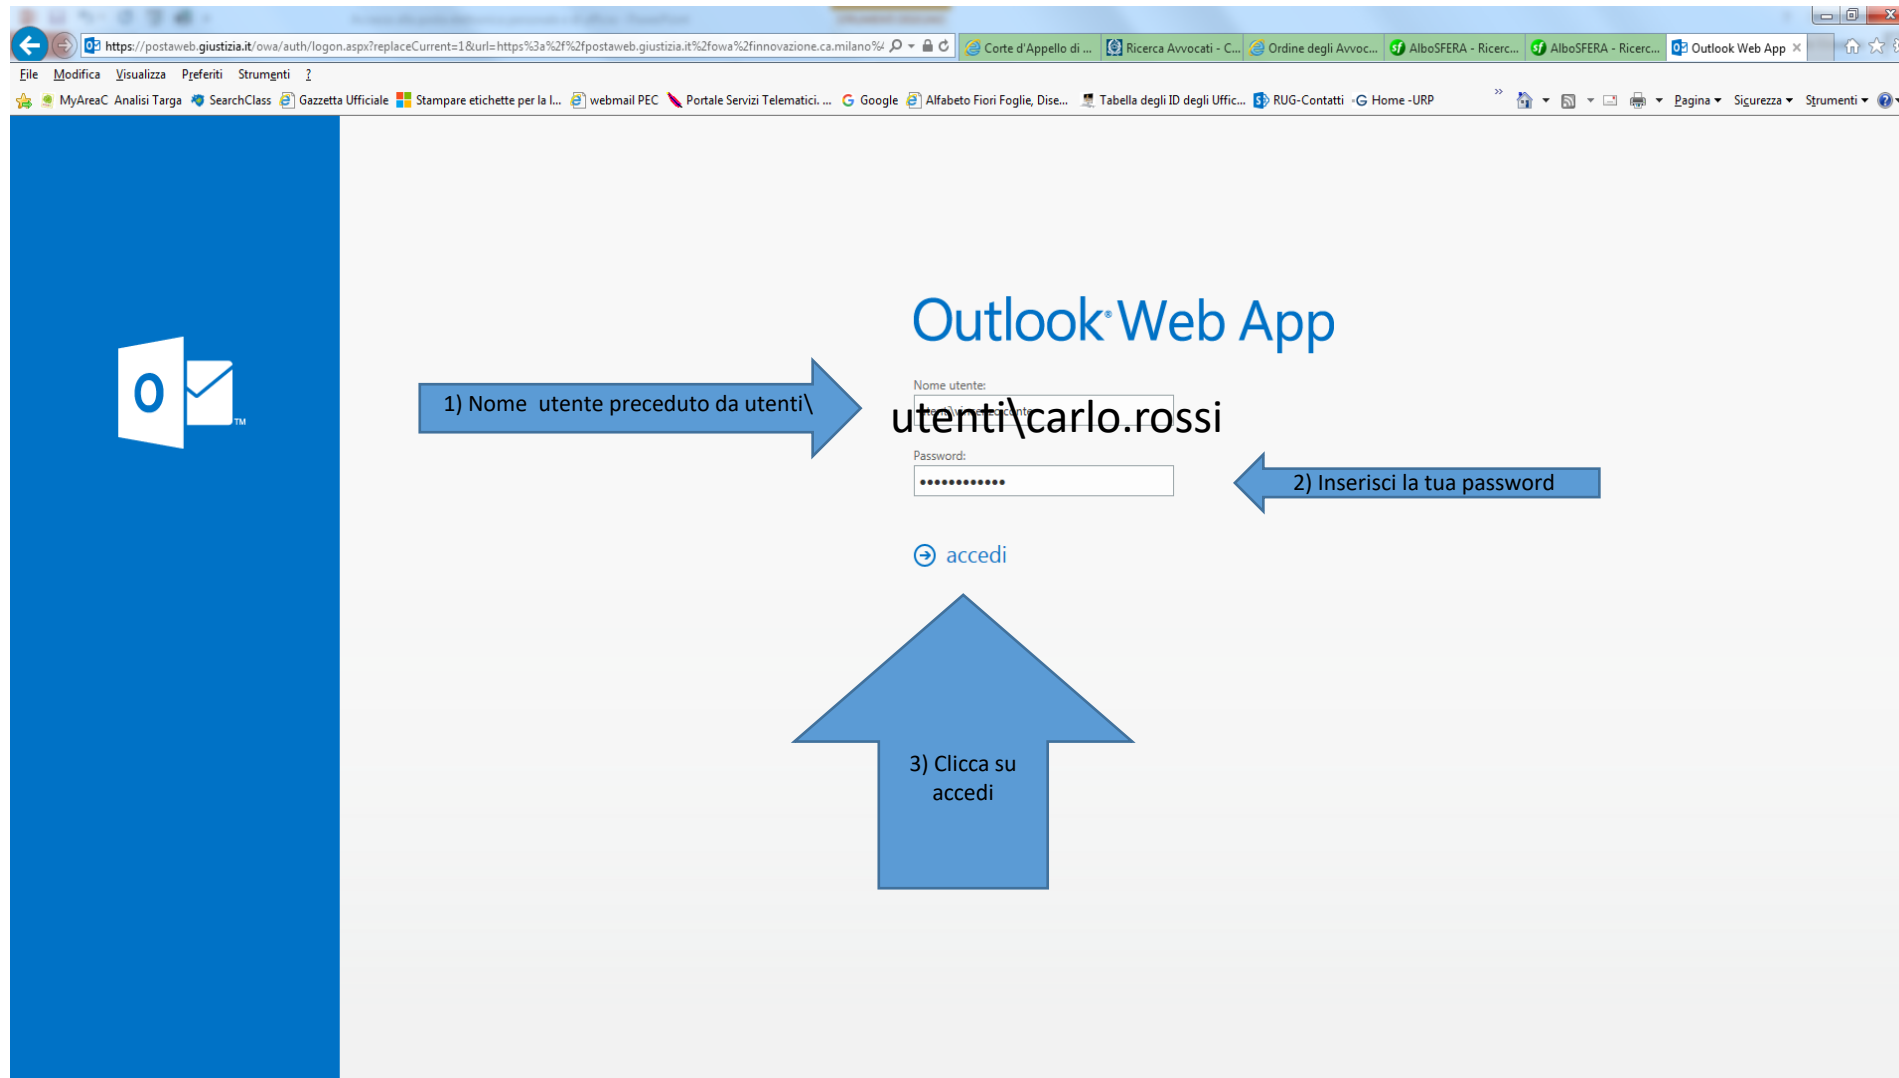 https://postaweb.giustizia.it/owa/auth/logon.aspx?replaceCurrent=1&url=https%3a%2f%2fpostaweb.giustizia.it%2fowa%2finnovazione.ca.milano%
Corte d'Appello di ...
Ricerca Avvocati - C...
Ordine degli Avvoc...
AlboSFERA - Ricerc...
AlboSFERA - Ricerc...
Outlook Web App
File Modifica Visualizza Preferiti Strumenti ?
MyAreaC Analisi Targa SearchClass Gazzetta Ufficiale Stampare etichette per la l... webmail PEC Portale Servizi Telematici. ... Google Alfabeto Fiori Foglie, Dise... Tabella degli ID degli Uffic... RUG-Contatti -G Home -URP » Pagina Sicurezza Strumenti
Outlook Web App
Nome utente:
1) Nome utente preceduto da utenti\
utenti\carlo.rossi
Password:
••••••••••••
2) Inserisci la tua password
accedi
3) Clicca su
accedi